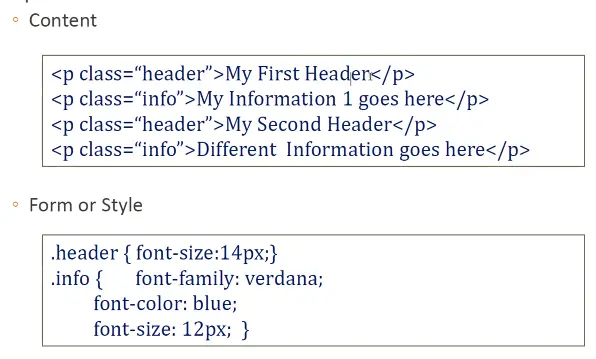 ◦ Content
<p class=“header”>My First Header</p>
<p class=“info”>My Information 1 goes here</p>
<p class=“header”>My Second Header</p>
<p class=“info”>Different  Information goes here</p>
◦ Form or Style
.header { font-size:14px;}
.info {      font-family: verdana;
        font-color: blue;
        font-size: 12px;  }